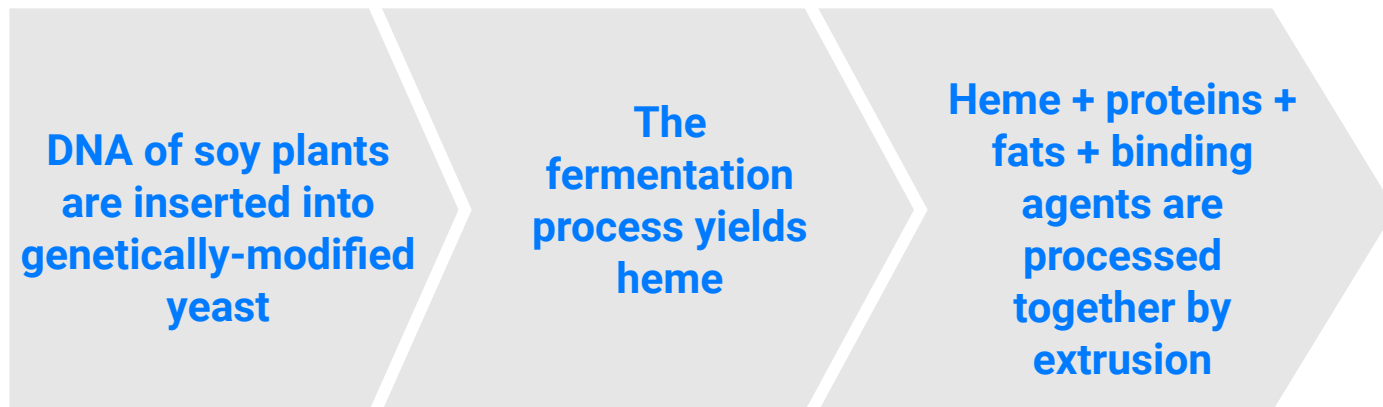 DNA of soy plants
are inserted into
genetically-modified
yeast
The
fermentation
process yields
heme
Heme + proteins +
fats + binding
agents are
processed
together by
extrusion